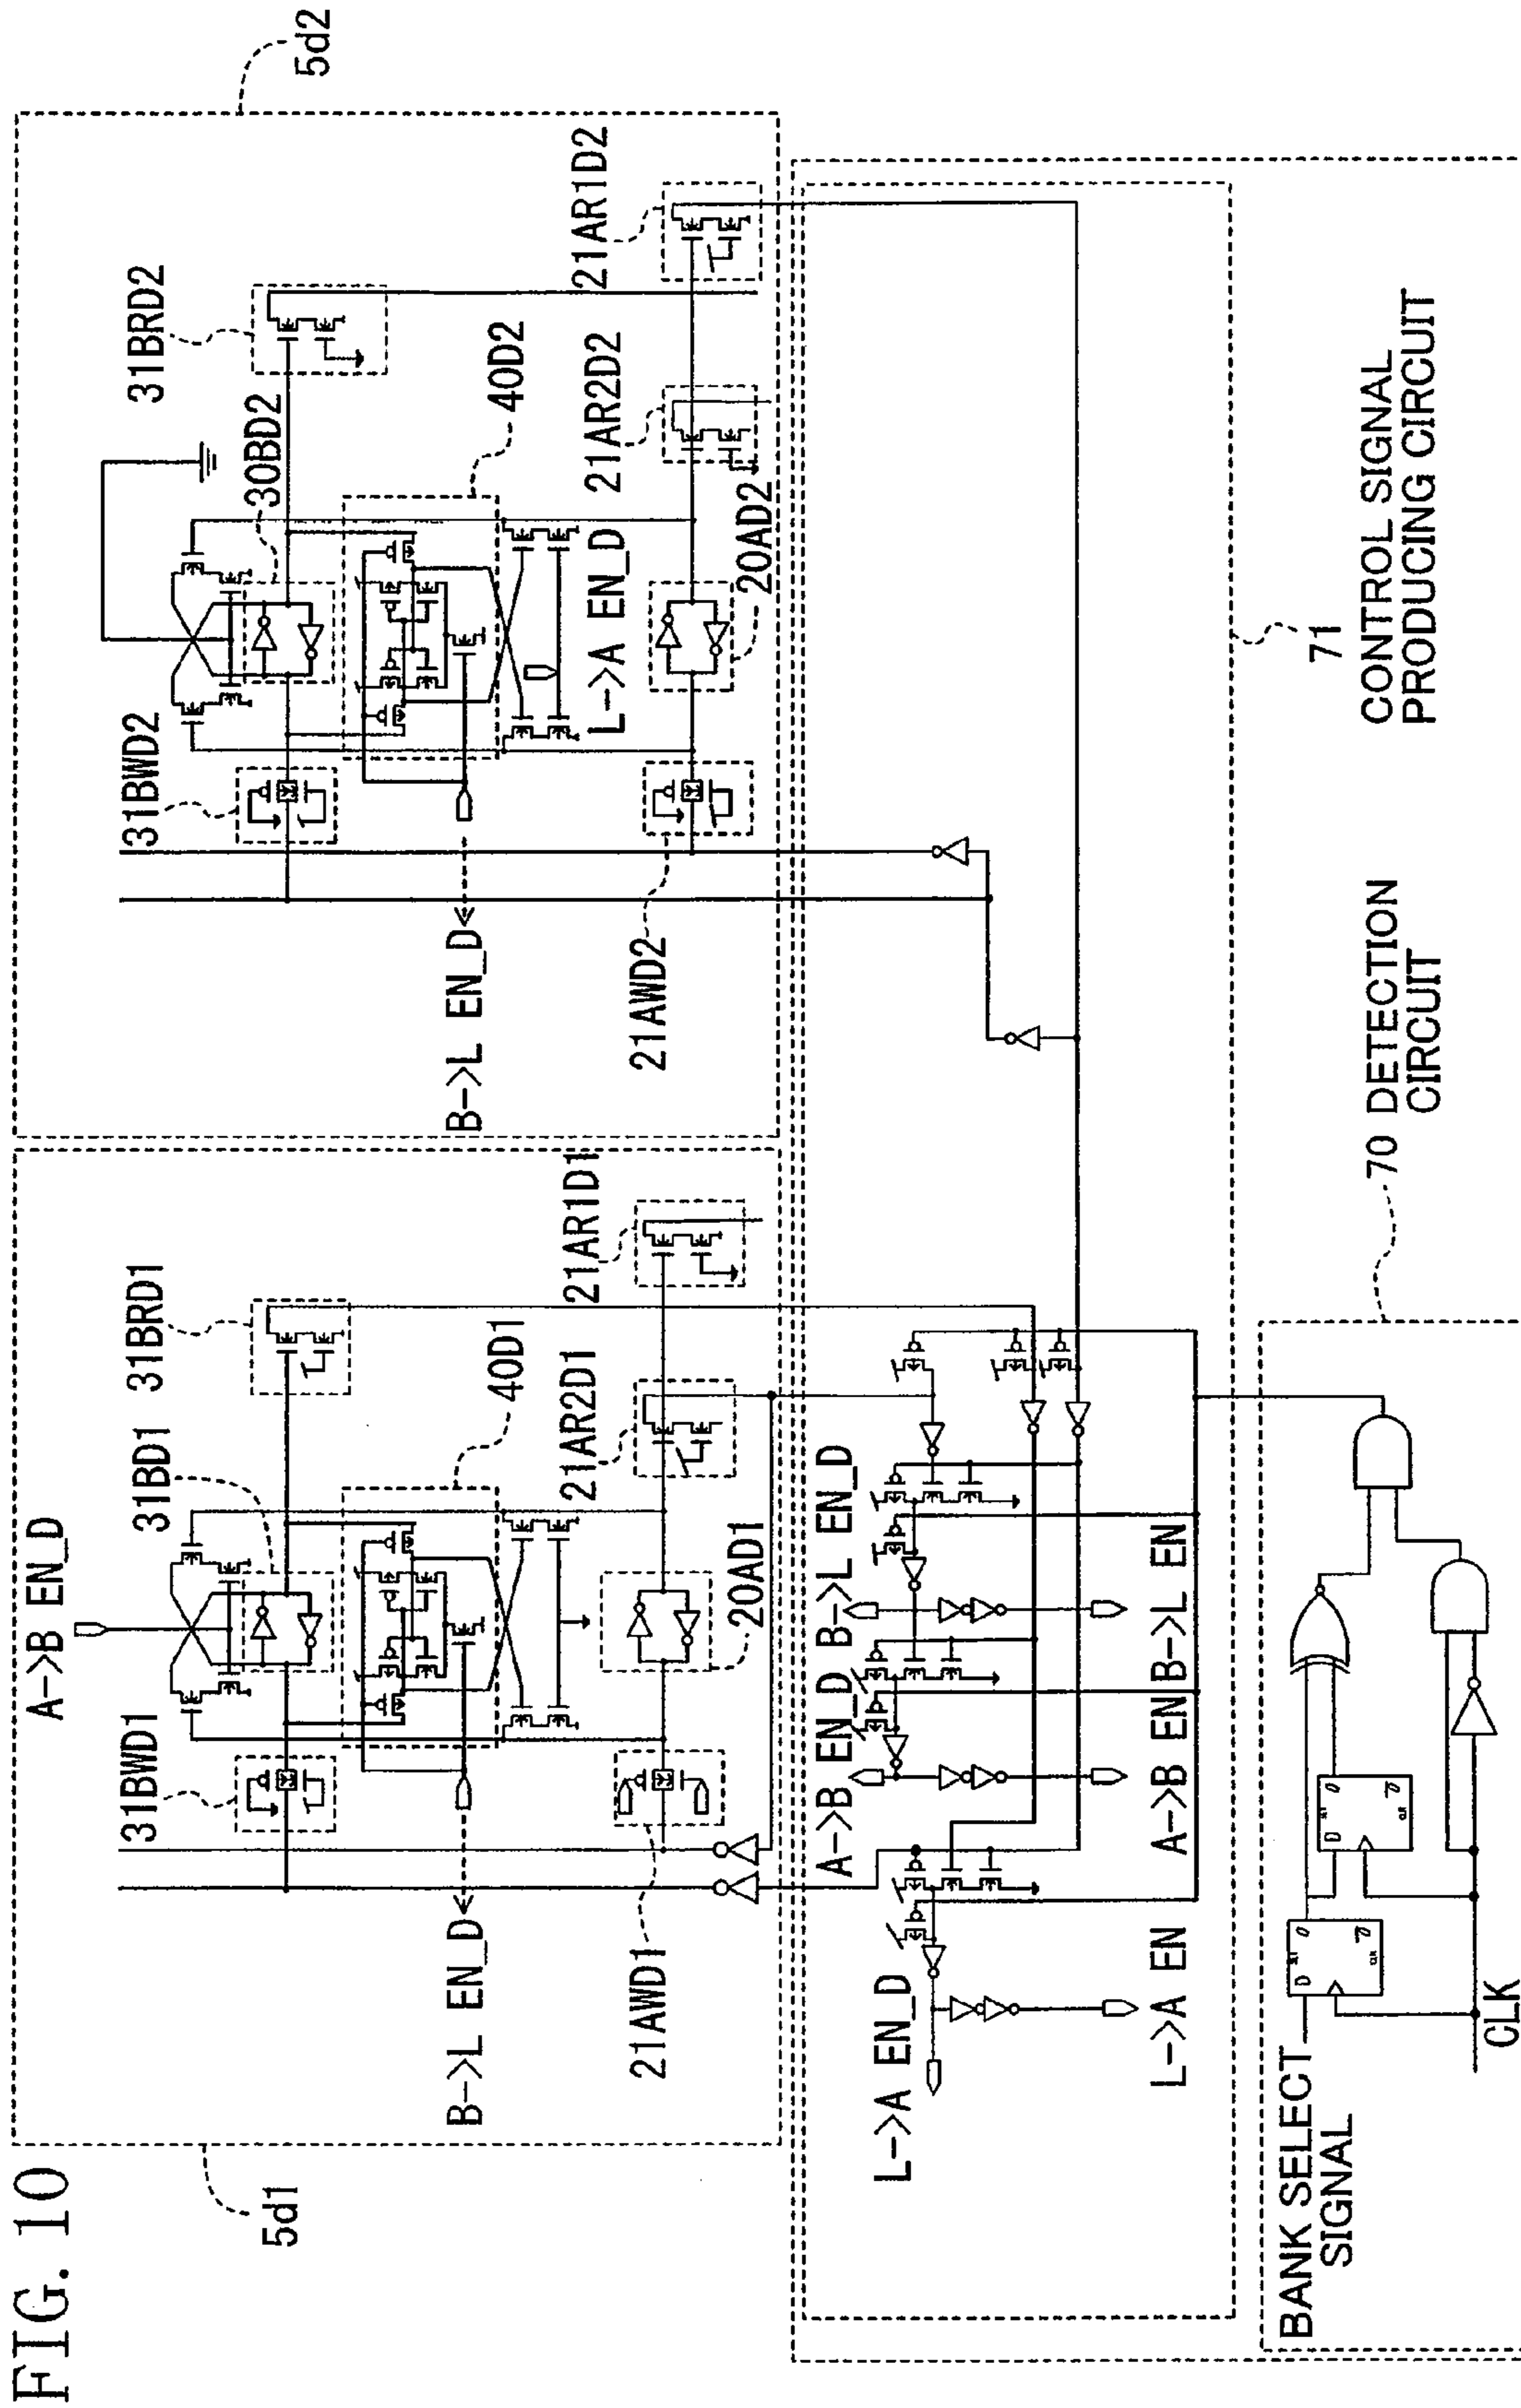 FIG. 10
5d1
5d2
A->B EN_D
31BWD1
31BD1
31BRD1
B->L EN_D
40D1
21AWD1
20AD1
21AR2D1
21AR1D1
31BWD2
30BD2
31BRD2
B->L EN_D
40D2
L->A EN_D
21AWD2
20AD2
21AR2D2
21AR1D2
L->A EN_D
A->B EN_D
B->L EN_D
L->A EN
A->B EN
B->L EN
71
CONTROL SIGNAL
PRODUCING CIRCUIT
70 DETECTION
CIRCUIT
BANK SELECT
SIGNAL
CLK
D
D